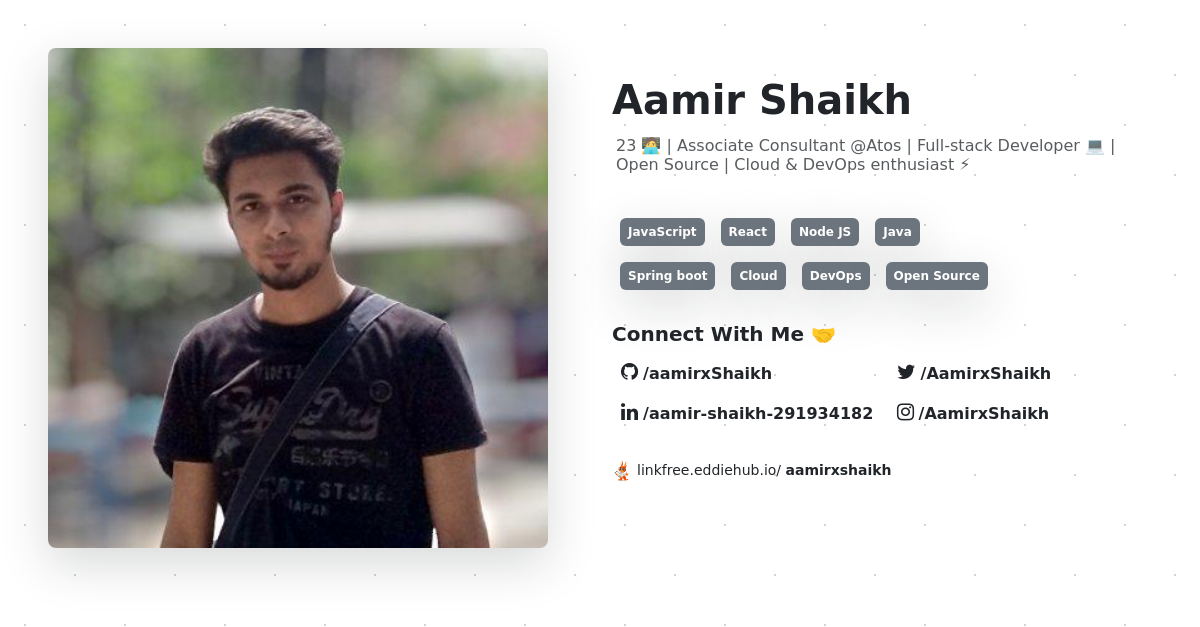 Aamir Shaikh
23 🧑‍💻 | Associate Consultant @Atos | Full-stack Developer 💻 |
Open Source | Cloud & DevOps enthusiast ⚡
JavaScript React Node JS Java
Spring boot Cloud DevOps Open Source
Connect With Me 🤝
/aamirxShaikh /AamirxShaikh
/aamir-shaikh-291934182 /AamirxShaikh
linkfree.eddiehub.io/ aamirxshaikh
JAPAN